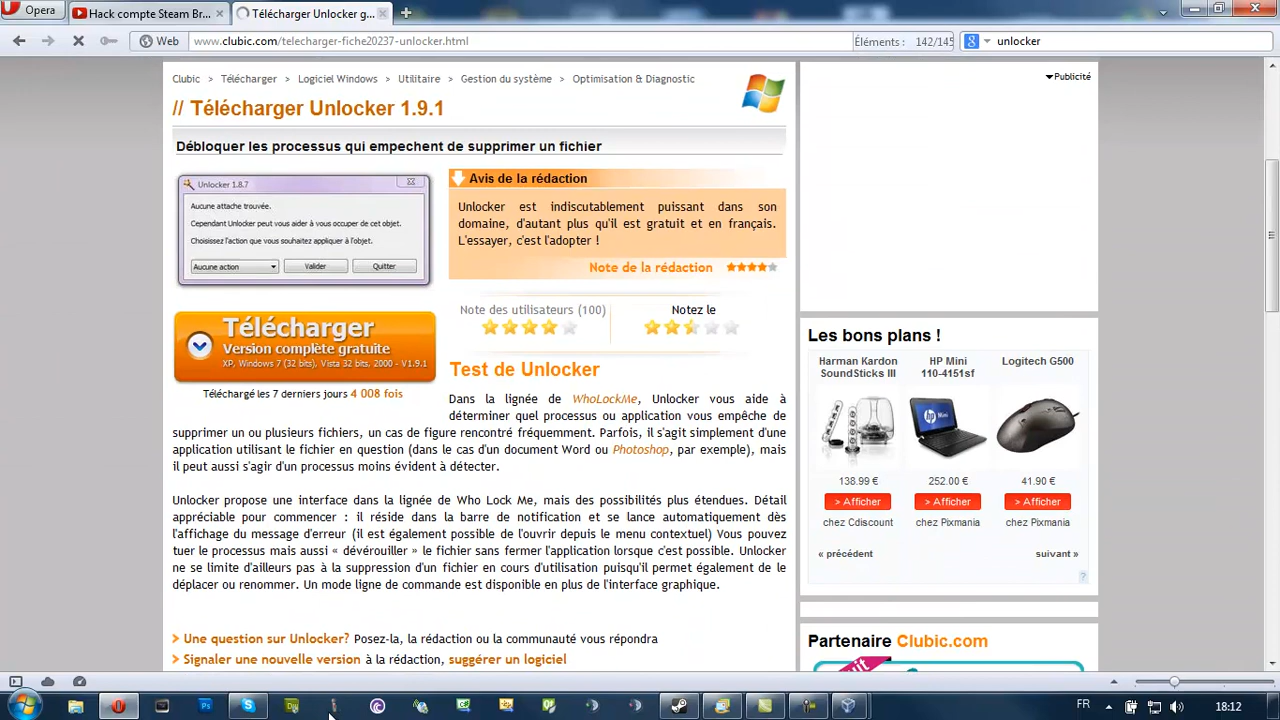 Opera
Hack compte Steam Br...
Télécharger Unlocker g...
Web
www.clubic.com/telecharger-fiche20237-unlocker.html
Éléments : 142/145
unlocker
Clubic > Télécharger > Logiciel Windows > Utilitaire > Gestion du système > Optimisation & Diagnostic
// Télécharger Unlocker 1.9.1
Débloquer les processus qui empechent de supprimer un fichier
Unlocker 1.8.7
Aucune attache trouvée.
Cependant Unlocker peut vous aider à vous occuper de cet objet.
Choisissez l'action que vous souhaitez appliquer à l'objet.
Aucune action
Valider
Quitter
Avis de la rédaction
Unlocker est indiscutablement puissant dans son
domaine, d'autant plus qu'il est gratuit et en français.
L'essayer, c'est l'adopter !
Note de la rédaction
Télécharger
Version complète gratuite
XP, Windows 7 (32 bits), Vista 32 bits, 2000 - V1.9.1
Téléchargé les 7 derniers jours 4 008 fois
Note des utilisateurs (100)
Notez le
Test de Unlocker
Dans la lignée de WhoLockMe, Unlocker vous aide à
déterminer quel processus ou application vous empêche de
supprimer un ou plusieurs fichiers, un cas de figure rencontré fréquemment. Parfois, il s'agit simplement d'une
application utilisant le fichier en question (dans le cas d'un document Word ou Photoshop, par exemple), mais
il peut aussi s'agir d'un processus moins évident à détecter.
Unlocker propose une interface dans la lignée de Who Lock Me, mais des possibilités plus étendues. Détail
appréciable pour commencer : il réside dans la barre de notification et se lance automatiquement dès
l'affichage du message d'erreur (il est également possible de l'ouvrir depuis le menu contextuel) Vous pouvez
tuer le processus mais aussi « dévérouiller » le fichier sans fermer l'application lorsque c'est possible. Unlocker
ne se limite d'ailleurs pas à la suppression d'un fichier en cours d'utilisation puisqu'il permet également de le
déplacer ou renommer. Un mode ligne de commande est disponible en plus de l'interface graphique.
Une question sur Unlocker? Posez-la, la rédaction ou la communauté vous répondra
Signaler une nouvelle version à la rédaction, suggérer un logiciel
Publicité
Les bons plans !
Harman Kardon
SoundSticks III
HP Mini
110-4151sf
Logitech G500
138.99 €
252.00 €
41.90 €
> Afficher
> Afficher
> Afficher
chez Cdiscount
chez Pixmania
chez Pixmania
« précédent
suivant »
?
Partenaire Clubic.com
FR
18:12